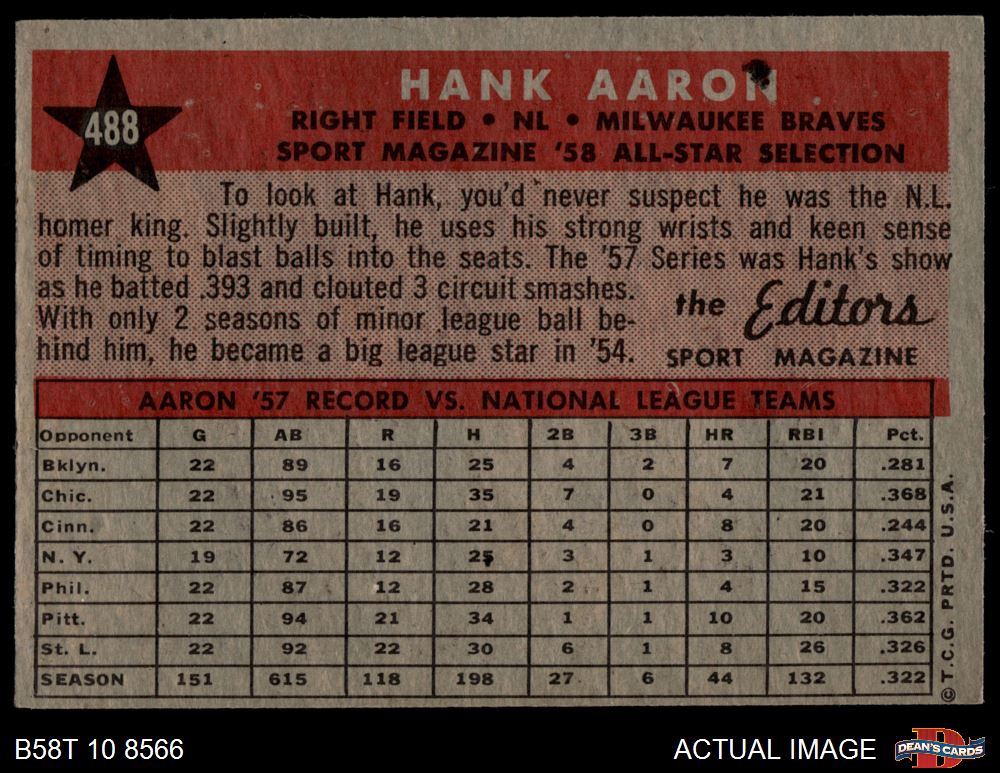 HANK AARON
488
RIGHT FIELD • NL • MILWAUKEE BRAVES
SPORT MAGAZINE '58 ALL-STAR SELECTION
To look at Hank, you'd never suspect he was the N.L.
homer king. Slightly built, he uses his strong wrists and keen sense
of timing to blast balls into the seats. The '57 Series was Hank's show
as he batted .393 and clouted 3 circuit smashes.
With only 2 seasons of minor league ball be-
hind him, he became a big league star in '54.
the Editors
SPORT MAGAZINE
AARON '57 RECORD VS. NATIONAL LEAGUE TEAMS
Opponent G AB R H 2B 3B HR RBI Pct.
Bklyn. 22 89 16 25 4 2 7 20 .281
Chic. 22 95 19 35 7 0 4 21 .368
Cinn. 22 86 16 21 4 0 8 20 .244
N. Y. 19 72 12 25 3 1 3 10 .347
Phil. 22 87 12 28 2 1 4 15 .322
Pitt. 22 94 21 34 1 1 10 20 .362
St. L. 22 92 22 30 6 1 8 26 .326
SEASON 151 615 118 198 27 6 44 132 .322
© T.C.G. PRTD. U.S.A.
B58T 10 8566
ACTUAL IMAGE
DEAN'S CARDS